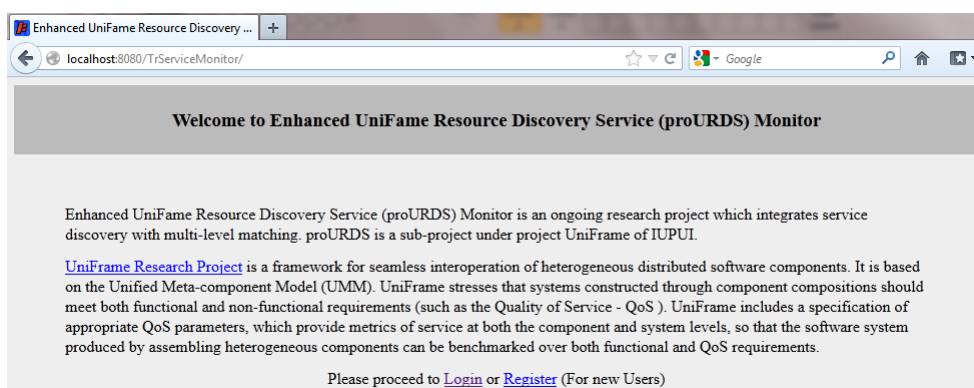 Enhanced UniFame Resource Discovery ...
localhost:8080/TrServiceMonitor/
Google
Welcome to Enhanced UniFame Resource Discovery Service (proURDS) Monitor
Enhanced UniFame Resource Discovery Service (proURDS) Monitor is an ongoing research project which integrates service
discovery with multi-level matching. proURDS is a sub-project under project UniFrame of IUPUI.
UniFrame Research Project is a framework for seamless interoperation of heterogeneous distributed software components. It is based
on the Unified Meta-component Model (UMM). UniFrame stresses that systems constructed through component compositions should
meet both functional and non-functional requirements (such as the Quality of Service - QoS ). UniFrame includes a specification of
appropriate QoS parameters, which provide metrics of service at both the component and system levels, so that the software system
produced by assembling heterogeneous components can be benchmarked over both functional and QoS requirements.
Please proceed to Login or Register (For new Users)